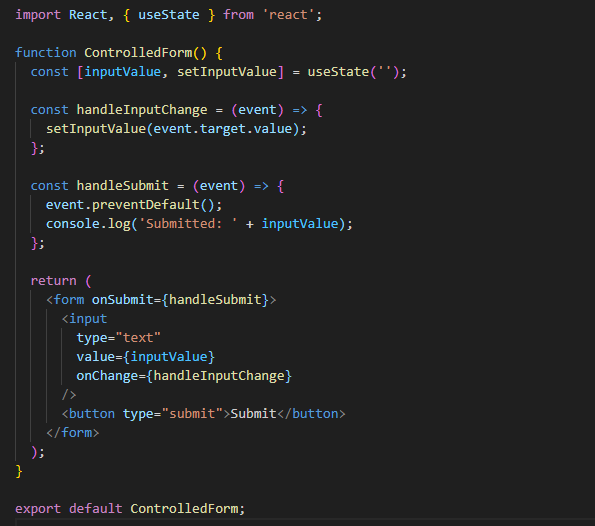 import React, { useState } from 'react';

function ControlledForm() {
  const [inputValue, setInputValue] = useState('');

  const handleInputChange = (event) => {
    setInputValue(event.target.value);
  };

  const handleSubmit = (event) => {
    event.preventDefault();
    console.log('Submitted: ' + inputValue);
  };

  return (
    <form onSubmit={handleSubmit}>
      <input
        type="text"
        value={inputValue}
        onChange={handleInputChange}
      />
      <button type="submit">Submit</button>
    </form>
  );
}

export default ControlledForm;